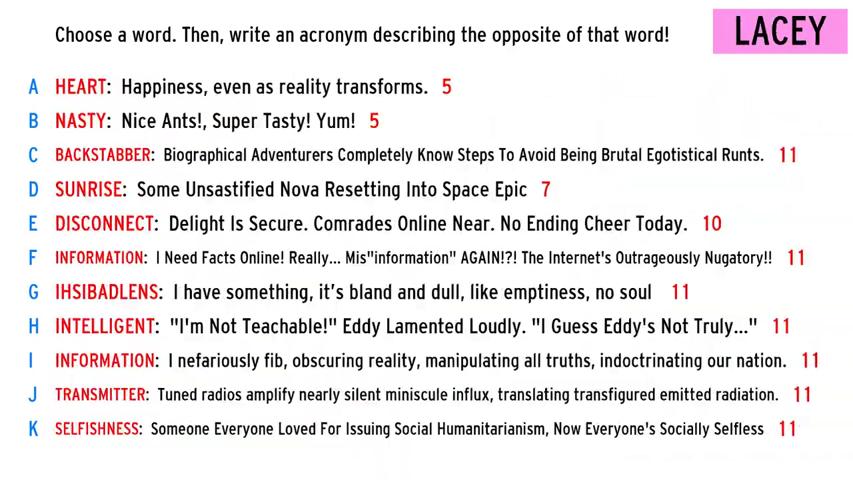 Choose a word. Then, write an acronym describing the opposite of that word!
LACEY
A HEART: Happiness, even as reality transforms. 5
B NASTY: Nice Ants!, Super Tasty! Yum! 5
C BACKSTABBER: Biographical Adventurers Completely Know Steps To Avoid Being Brutal Egotistical Runts. 11
D SUNRISE: Some Unsastified Nova Resetting Into Space Epic 7
E DISCONNECT: Delight Is Secure. Comrades Online Near. No Ending Cheer Today. 10
F INFORMATION: I Need Facts Online! Really... Mis"information" AGAIN!?! The Internet's Outrageously Nugatory!! 11
G IHSIBADLENS: I have something, it's bland and dull, like emptiness, no soul 11
H INTELLIGENT: "I'm Not Teachable!" Eddy Lamented Loudly. "I Guess Eddy's Not Truly..." 11
I INFORMATION: I nefariously fib, obscuring reality, manipulating all truths, indoctrinating our nation. 11
J TRANSMITTER: Tuned radios amplify nearly silent miniscule influx, translating transfigured emitted radiation. 11
K SELFISHNESS: Someone Everyone Loved For Issuing Social Humanitarianism, Now Everyone's Socially Selfless 11